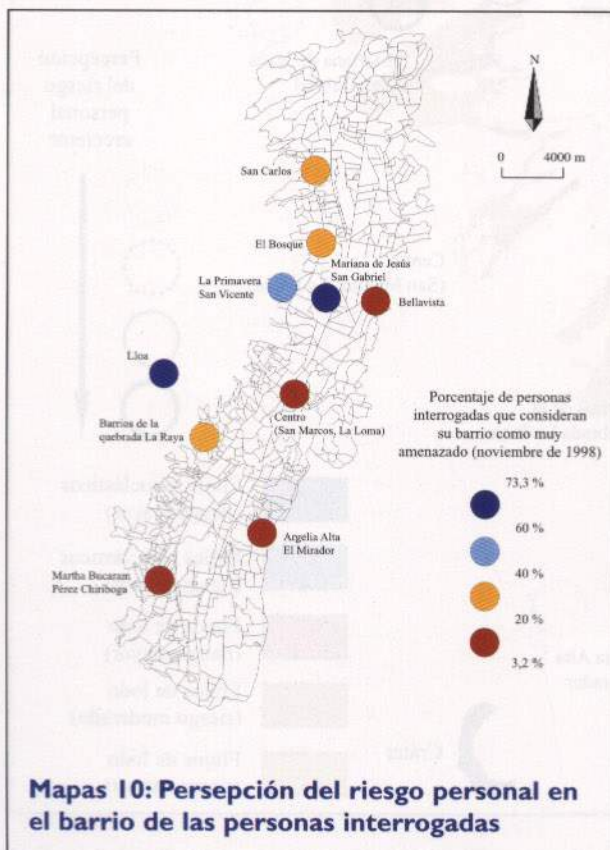 N
0 4000 m
San Carlos
El Bosque
Mariana de Jesús
San Gabriel
La Primavera
San Vicente
Bellavista
Lloa
Centro
(San Marcos, La Loma)
Barrios de la
quebrada La Raya
Argelia Alta
El Mirador
Martha Bucaram
Pérez Chiriboga
Porcentaje de personas
interrogadas que consideran
su barrio como muy
amenazado (noviembre de 1998)
73,3 %
60 %
40 %
20 %
3,2 %
Mapas 10: Persepción del riesgo personal en
el barrio de las personas interrogadas